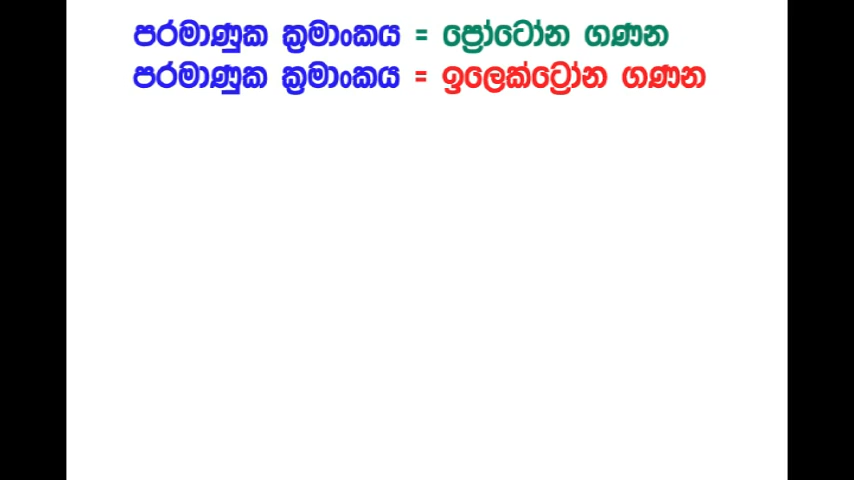 පරමාණුක ක්‍රමාංකය = ප්‍රෝටෝන ගණන
පරමාණුක ක්‍රමාංකය = ඉලෙක්ට්‍රෝන ගණන